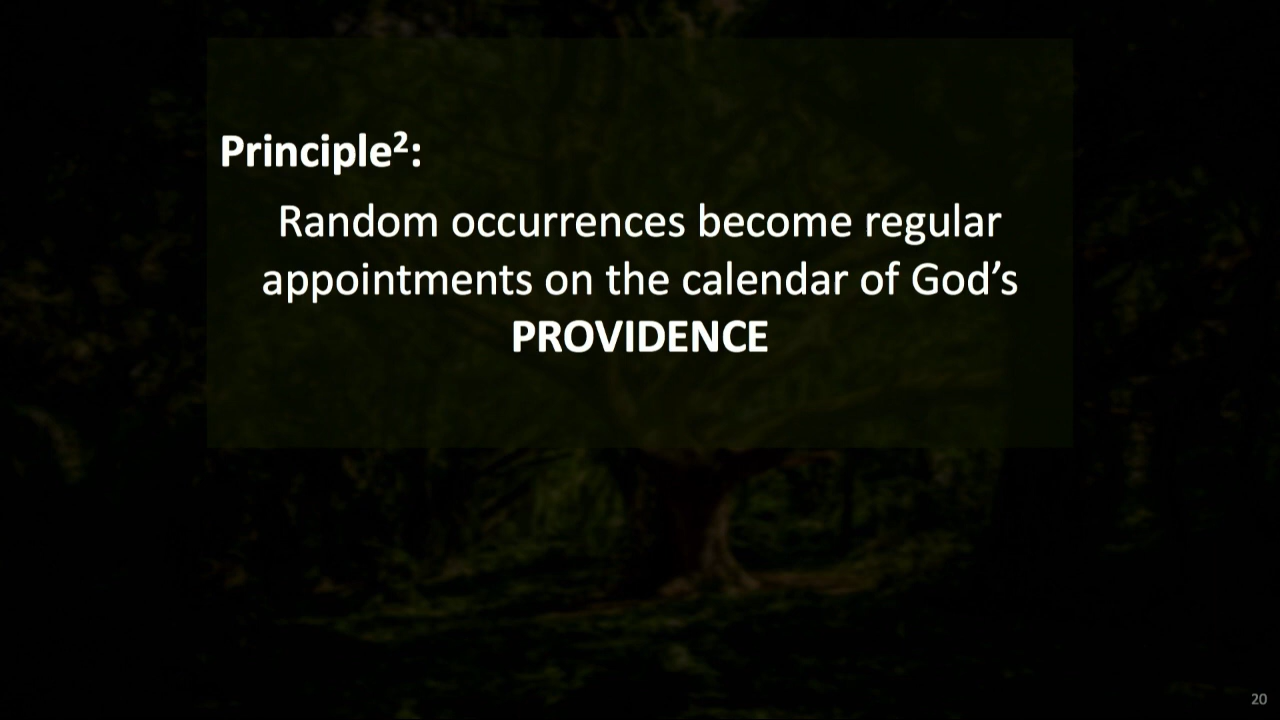 Principle²:
Random occurrences become regular
appointments on the calendar of God’s
PROVIDENCE
20